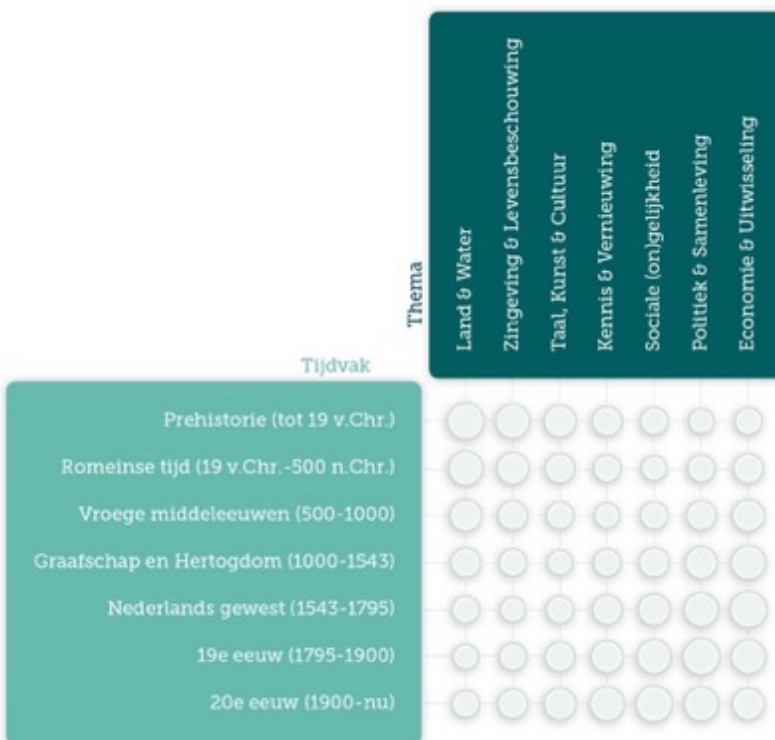 Thema
Land & Water
Zingeving & Levensbeschouwing
Taal, Kunst & Cultuur
Kennis & Vernieuwing
Sociale (on)gelijkheid
Politiek & Samenleving
Economie & Uitwisseling
Tijdvak
Prehistorie (tot 19 v.Chr.)
Romeinse tijd (19 v.Chr.-500 n.Chr.)
Vroege middeleeuwen (500-1000)
Graafschap en Hertogdom (1000-1543)
Nederlands gewest (1543-1795)
19e eeuw (1795-1900)
20e eeuw (1900-nu)